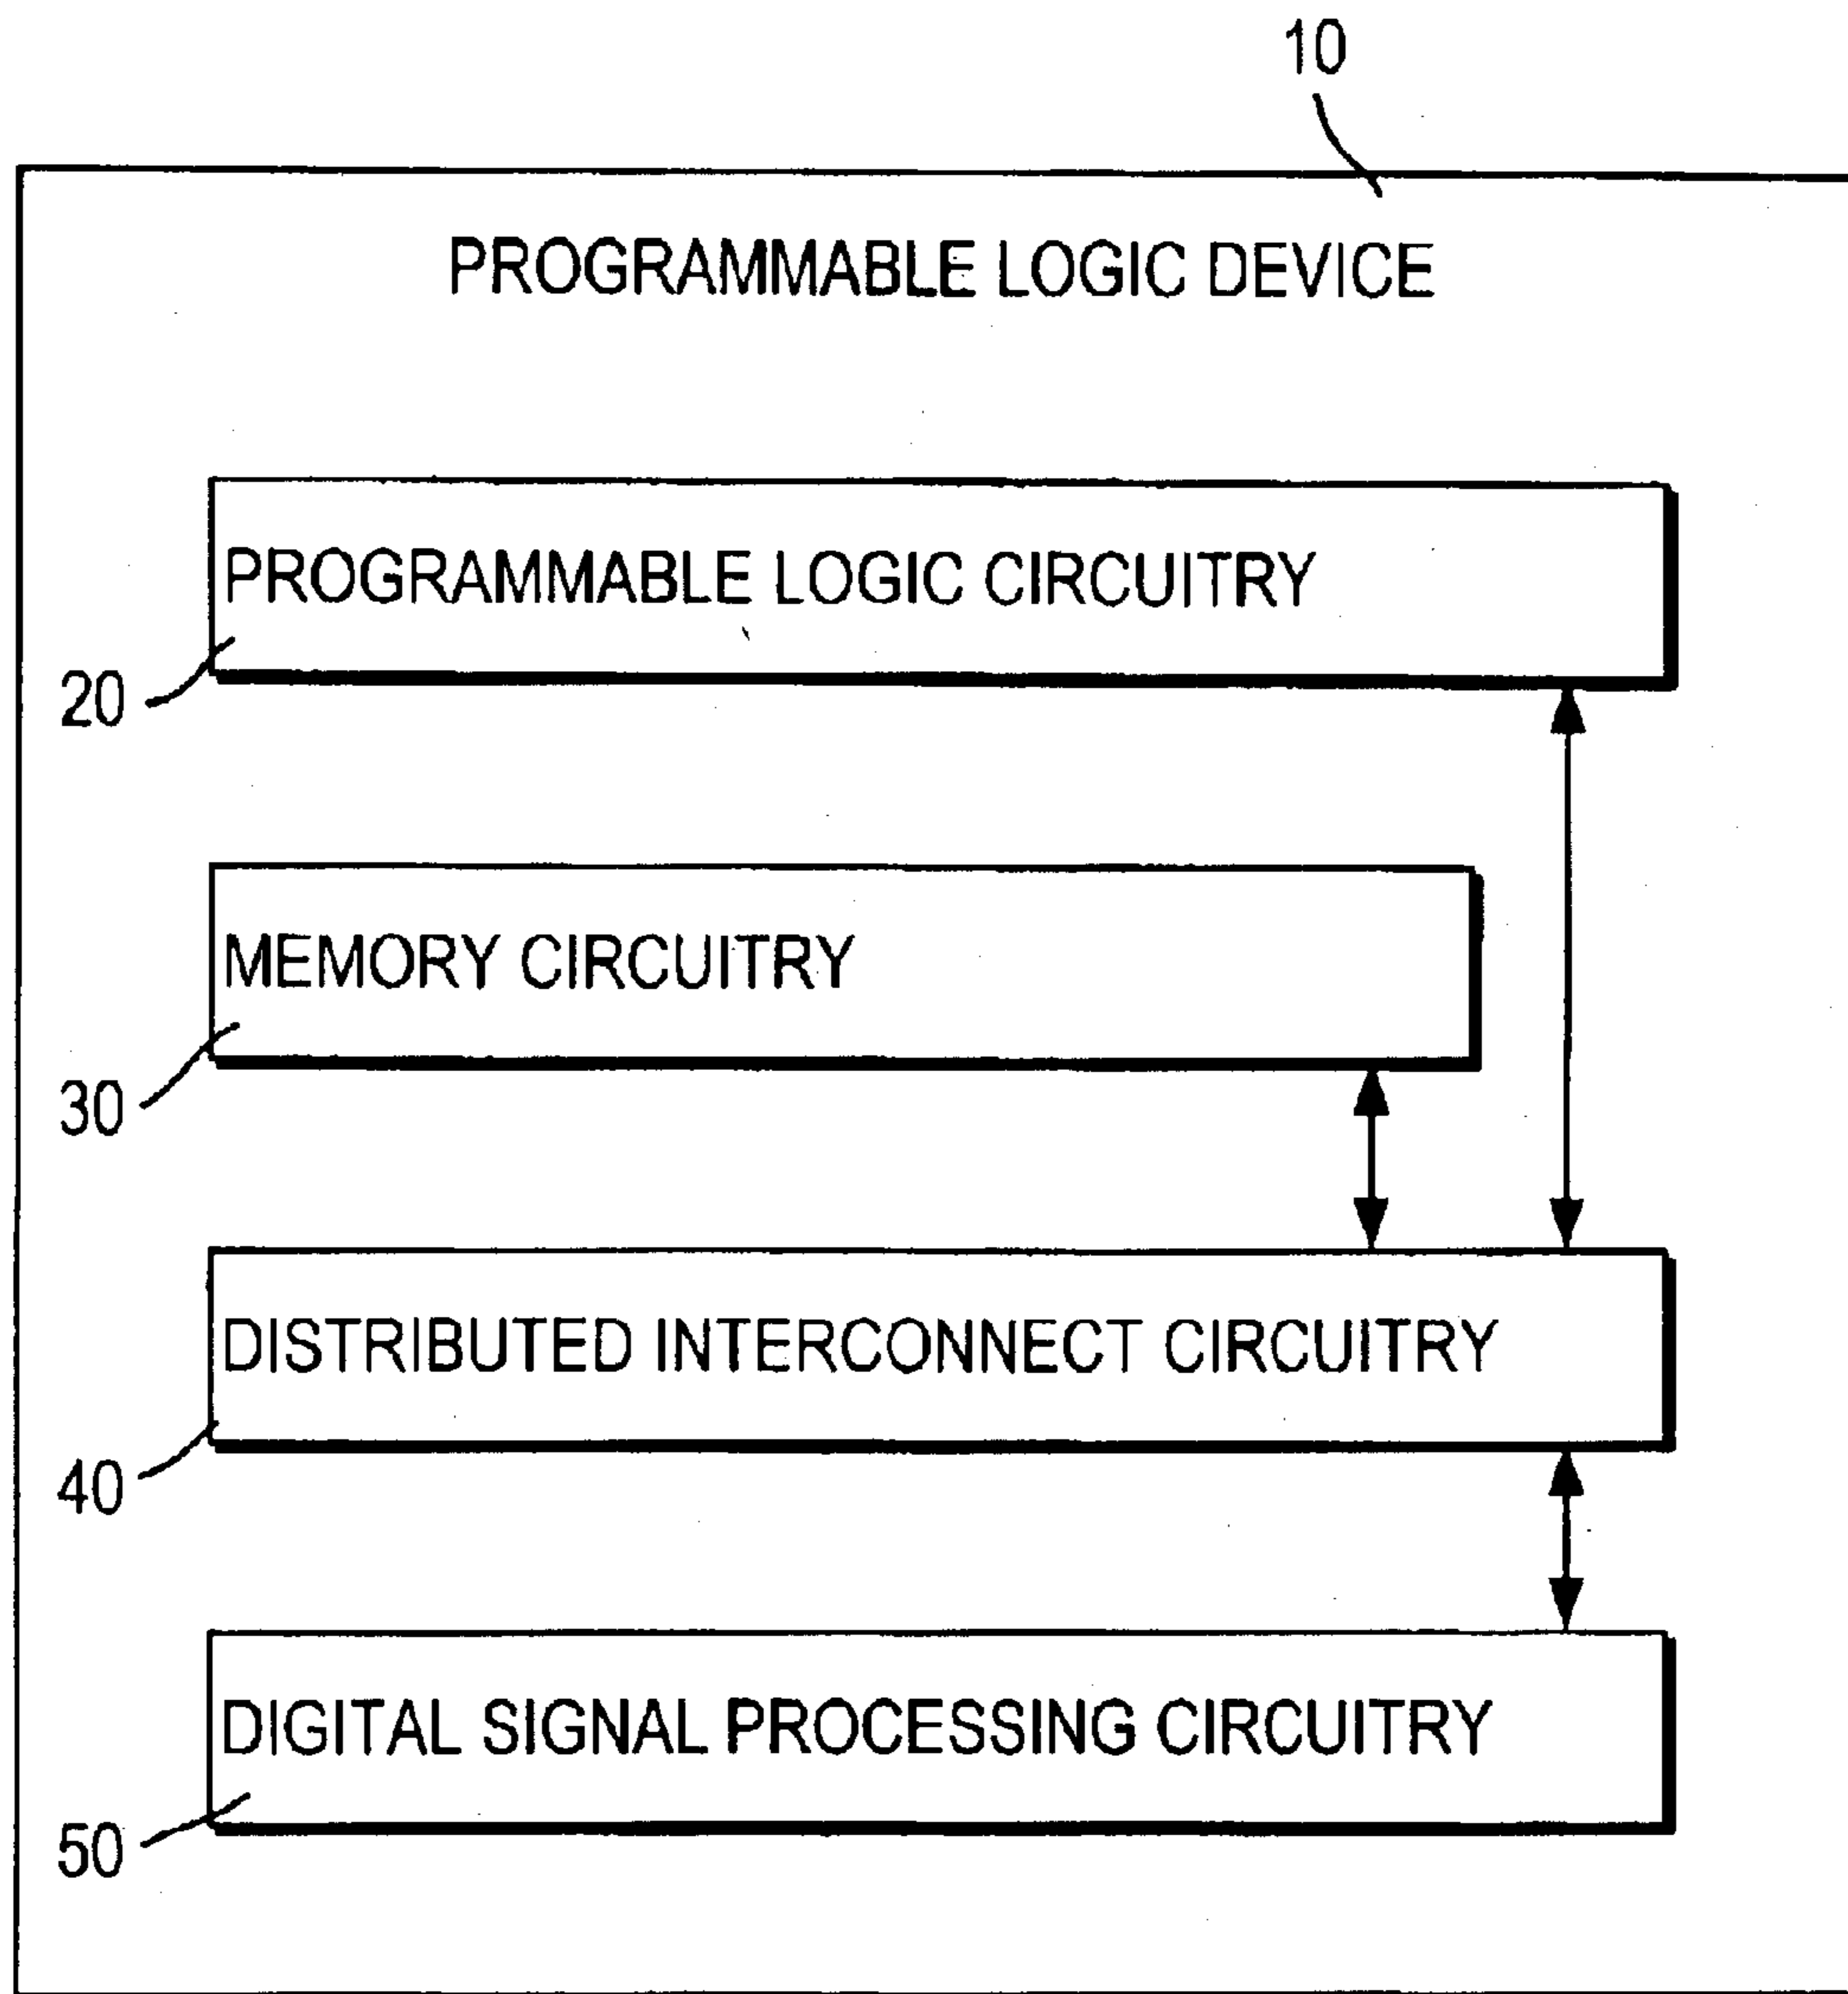 10
PROGRAMMABLE LOGIC DEVICE
PROGRAMMABLE LOGIC CIRCUITRY
20
MEMORY CIRCUITRY
30
DISTRIBUTED INTERCONNECT CIRCUITRY
40
DIGITAL SIGNAL PROCESSING CIRCUITRY
50